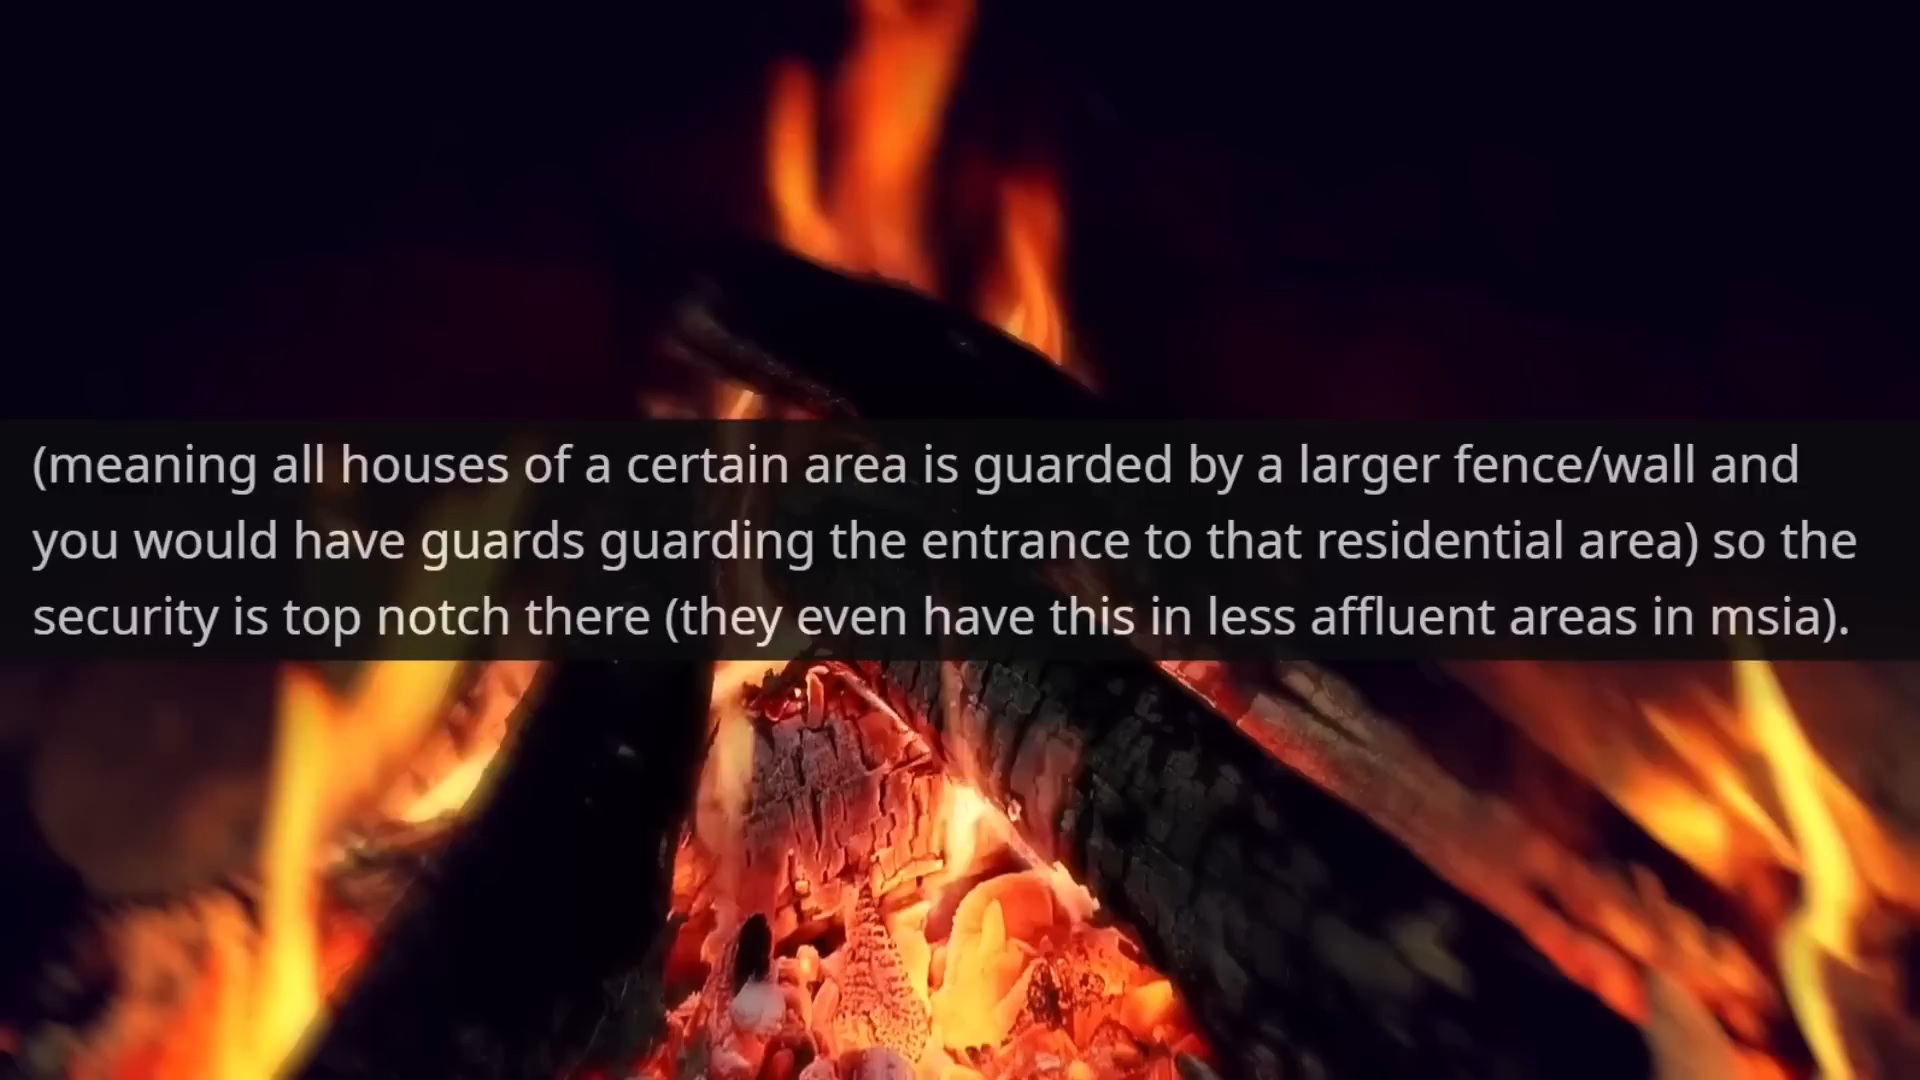 (meaning all houses of a certain area is guarded by a larger fence/wall and
you would have guards guarding the entrance to that residential area) so the
security is top notch there (they even have this in less affluent areas in msia).